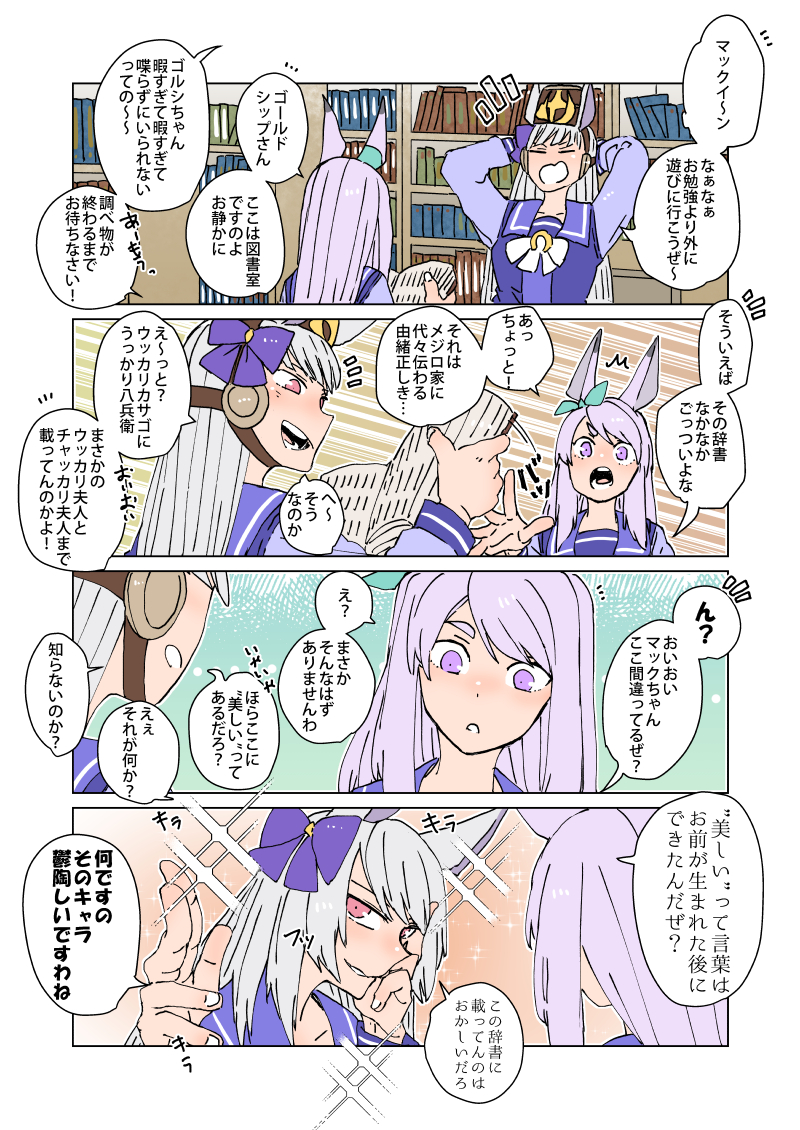 マックイ〜ン
なぁなぁ
お勉強より外に
遊びに行こうぜ〜
ゴールド
シップさん
ここは図書室
ですのよ
お静かに
ゴルシちゃん
暇すぎて暇すぎて
喋らずにいられない
っての〜〜
あーもぅっ
調べ物が
終わるまで
お待ちなさい！
そういえば
その辞書
なかなか
ごっついよな
あっ
ちょっと！
それは
メジロ家に
代々伝わる
由緒正しき…
バッ
へ〜
そう
なのか
え〜っと？
ウッカリカサゴに
うっかり八兵衛
おいおい
まさかの
ウッカリ夫人と
チャッカリ夫人まで
載ってんのかよ！
ん？
おいおい
マックちゃん
ここ間違ってるぜ？
え？
まさか
そんなはず
ありませんわ
いやいや
ほらここに
〝美しい〟って
あるだろ？
ええ
それが何か？
知らないのか？
〝美しい〟って言葉は
お前が生まれた後に
できたんだぜ？
この辞書に
載ってんのは
おかしいだろ
キラ
フッ
キラ
キラ
何ですの
そのキャラ
鬱陶しいですわね